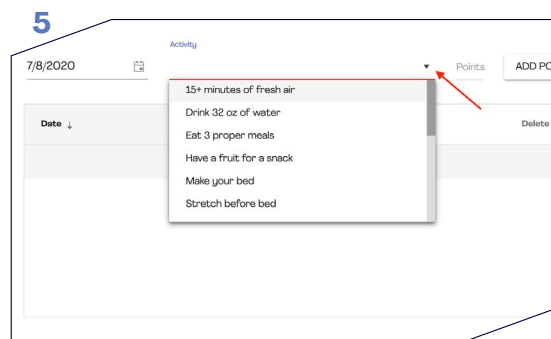 5
Activity
7/8/2020 Points ADD PO
15+ minutes of fresh air
Date ↓ Drink 32 oz of water Delete
Eat 3 proper meals
Have a fruit for a snack
Make your bed
Stretch before bed